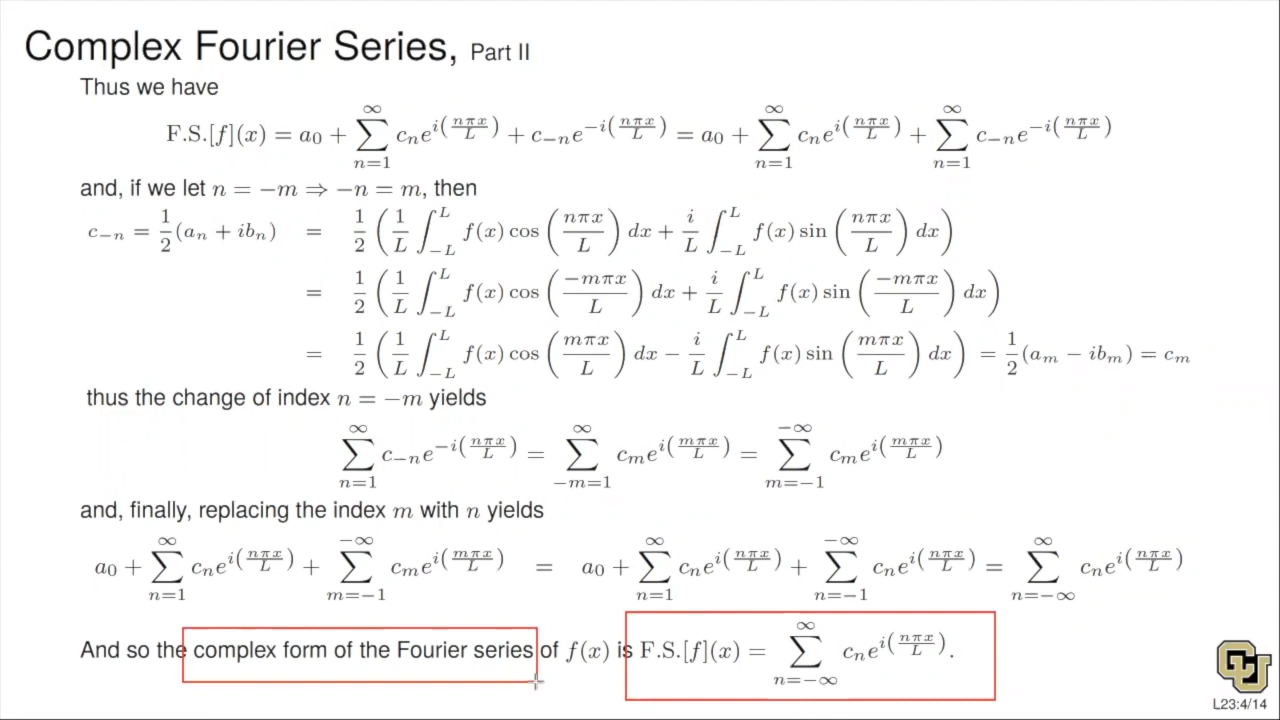 Complex Fourier Series, Part II
Thus we have
F.S.[f](x) = a_0 + \sum_{n=1}^{\infty} c_n e^{i(\frac{n\pi x}{L})} + c_{-n} e^{-i(\frac{n\pi x}{L})} = a_0 + \sum_{n=1}^{\infty} c_n e^{i(\frac{n\pi x}{L})} + \sum_{n=1}^{\infty} c_{-n} e^{-i(\frac{n\pi x}{L})}
and, if we let n = −m ⇒ −n = m, then
c_{-n} = \frac{1}{2}(a_n + ib_n) = \frac{1}{2} \left( \frac{1}{L} \int_{-L}^{L} f(x) \cos \left( \frac{n\pi x}{L} \right) dx + \frac{i}{L} \int_{-L}^{L} f(x) \sin \left( \frac{n\pi x}{L} \right) dx \right)
= \frac{1}{2} \left( \frac{1}{L} \int_{-L}^{L} f(x) \cos \left( \frac{-m\pi x}{L} \right) dx + \frac{i}{L} \int_{-L}^{L} f(x) \sin \left( \frac{-m\pi x}{L} \right) dx \right)
= \frac{1}{2} \left( \frac{1}{L} \int_{-L}^{L} f(x) \cos \left( \frac{m\pi x}{L} \right) dx − \frac{i}{L} \int_{-L}^{L} f(x) \sin \left( \frac{m\pi x}{L} \right) dx \right) = \frac{1}{2}(a_m − ib_m) = c_m
thus the change of index n = −m yields
\sum_{n=1}^{\infty} c_{-n} e^{-i(\frac{n\pi x}{L})} = \sum_{-m=1}^{\infty} c_m e^{i(\frac{m\pi x}{L})} = \sum_{m=-1}^{-\infty} c_m e^{i(\frac{m\pi x}{L})}
and, finally, replacing the index m with n yields
a_0 + \sum_{n=1}^{\infty} c_n e^{i(\frac{n\pi x}{L})} + \sum_{m=-1}^{-\infty} c_m e^{i(\frac{m\pi x}{L})} = a_0 + \sum_{n=1}^{\infty} c_n e^{i(\frac{n\pi x}{L})} + \sum_{n=-1}^{-\infty} c_n e^{i(\frac{n\pi x}{L})} = \sum_{n=-\infty}^{\infty} c_n e^{i(\frac{n\pi x}{L})}
And so the complex form of the Fourier series of f(x) is F.S.[f](x) = \sum_{n=-\infty}^{\infty} c_n e^{i(\frac{n\pi x}{L})}.
CU
L23:4/14